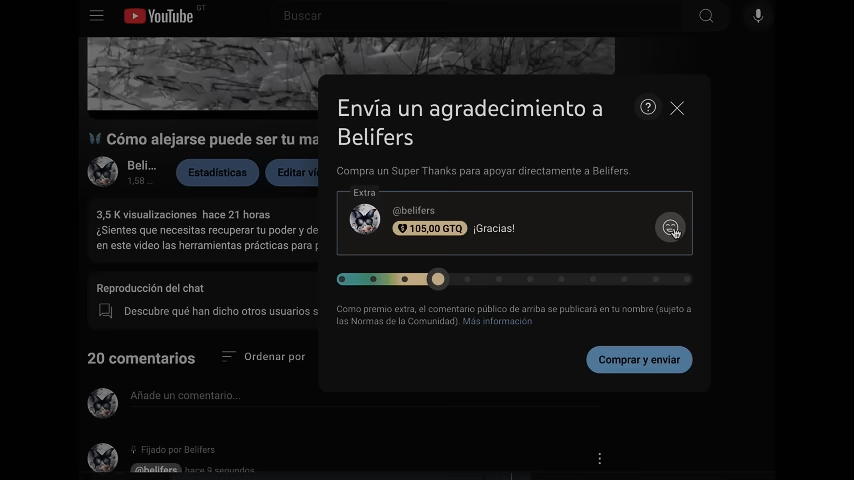 YouTube GT
Buscar
Envía un agradecimiento a
Belifers
Compra un Super Thanks para apoyar directamente a Belifers.
Extra
@belifers
105,00 GTQ ¡Gracias!
Como premio extra, el comentario público de arriba se publicará en tu nombre (sujeto a
las Normas de la Comunidad). Más información
Comprar y enviar
Cómo alejarse puede ser tu ma
Beli...
1,58 ...
Estadísticas
Editar ví
3,5 K visualizaciones hace 21 horas
¿Sientes que necesitas recuperar tu poder y de
en este video las herramientas prácticas para p
Reproducción del chat
Descubre qué han dicho otros usuarios s
20 comentarios
Ordenar por
Añade un comentario...
Fijado por Belifers
@belifers hace 9 segundos